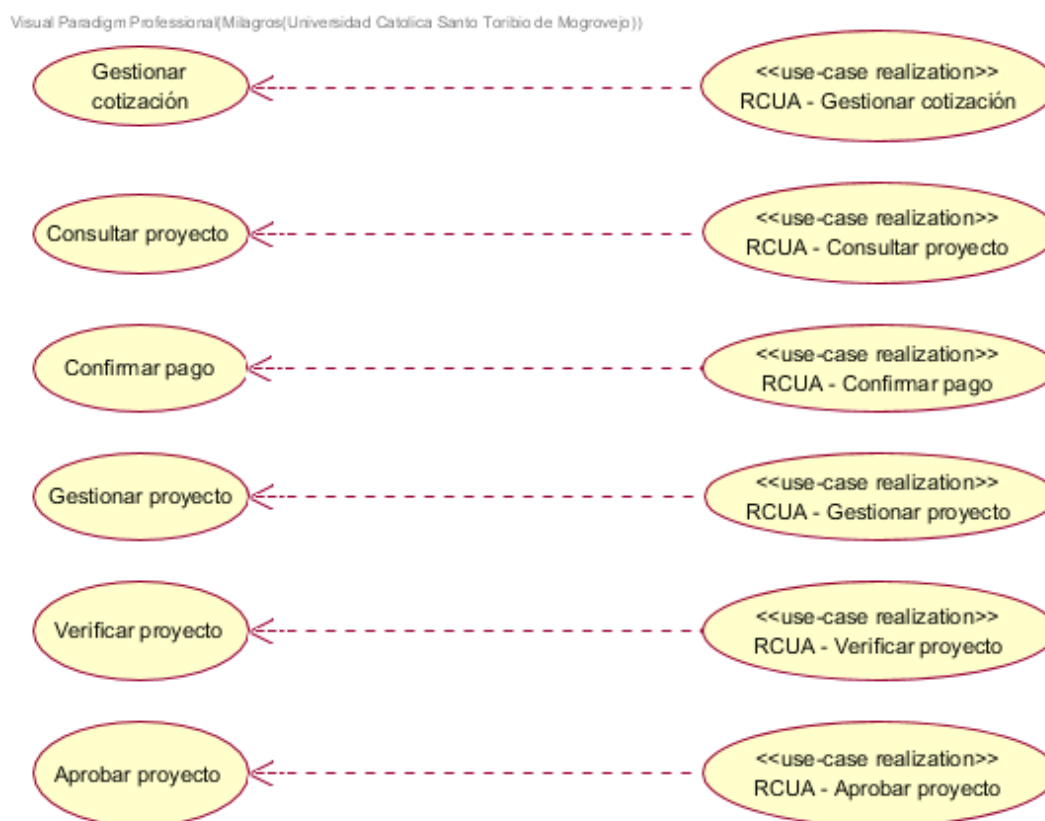 Visual Paradigm Professional(Milagros(Universidad Catolica Santo Toribio de Mogrovejo))
Gestionar
cotización
<<use-case realization>>
RCUA - Gestionar cotización
Consultar proyecto
<<use-case realization>>
RCUA - Consultar proyecto
Confirmar pago
<<use-case realization>>
RCUA - Confirmar pago
Gestionar proyecto
<<use-case realization>>
RCUA - Gestionar proyecto
Verificar proyecto
<<use-case realization>>
RCUA - Verificar proyecto
Aprobar proyecto
<<use-case realization>>
RCUA - Aprobar proyecto